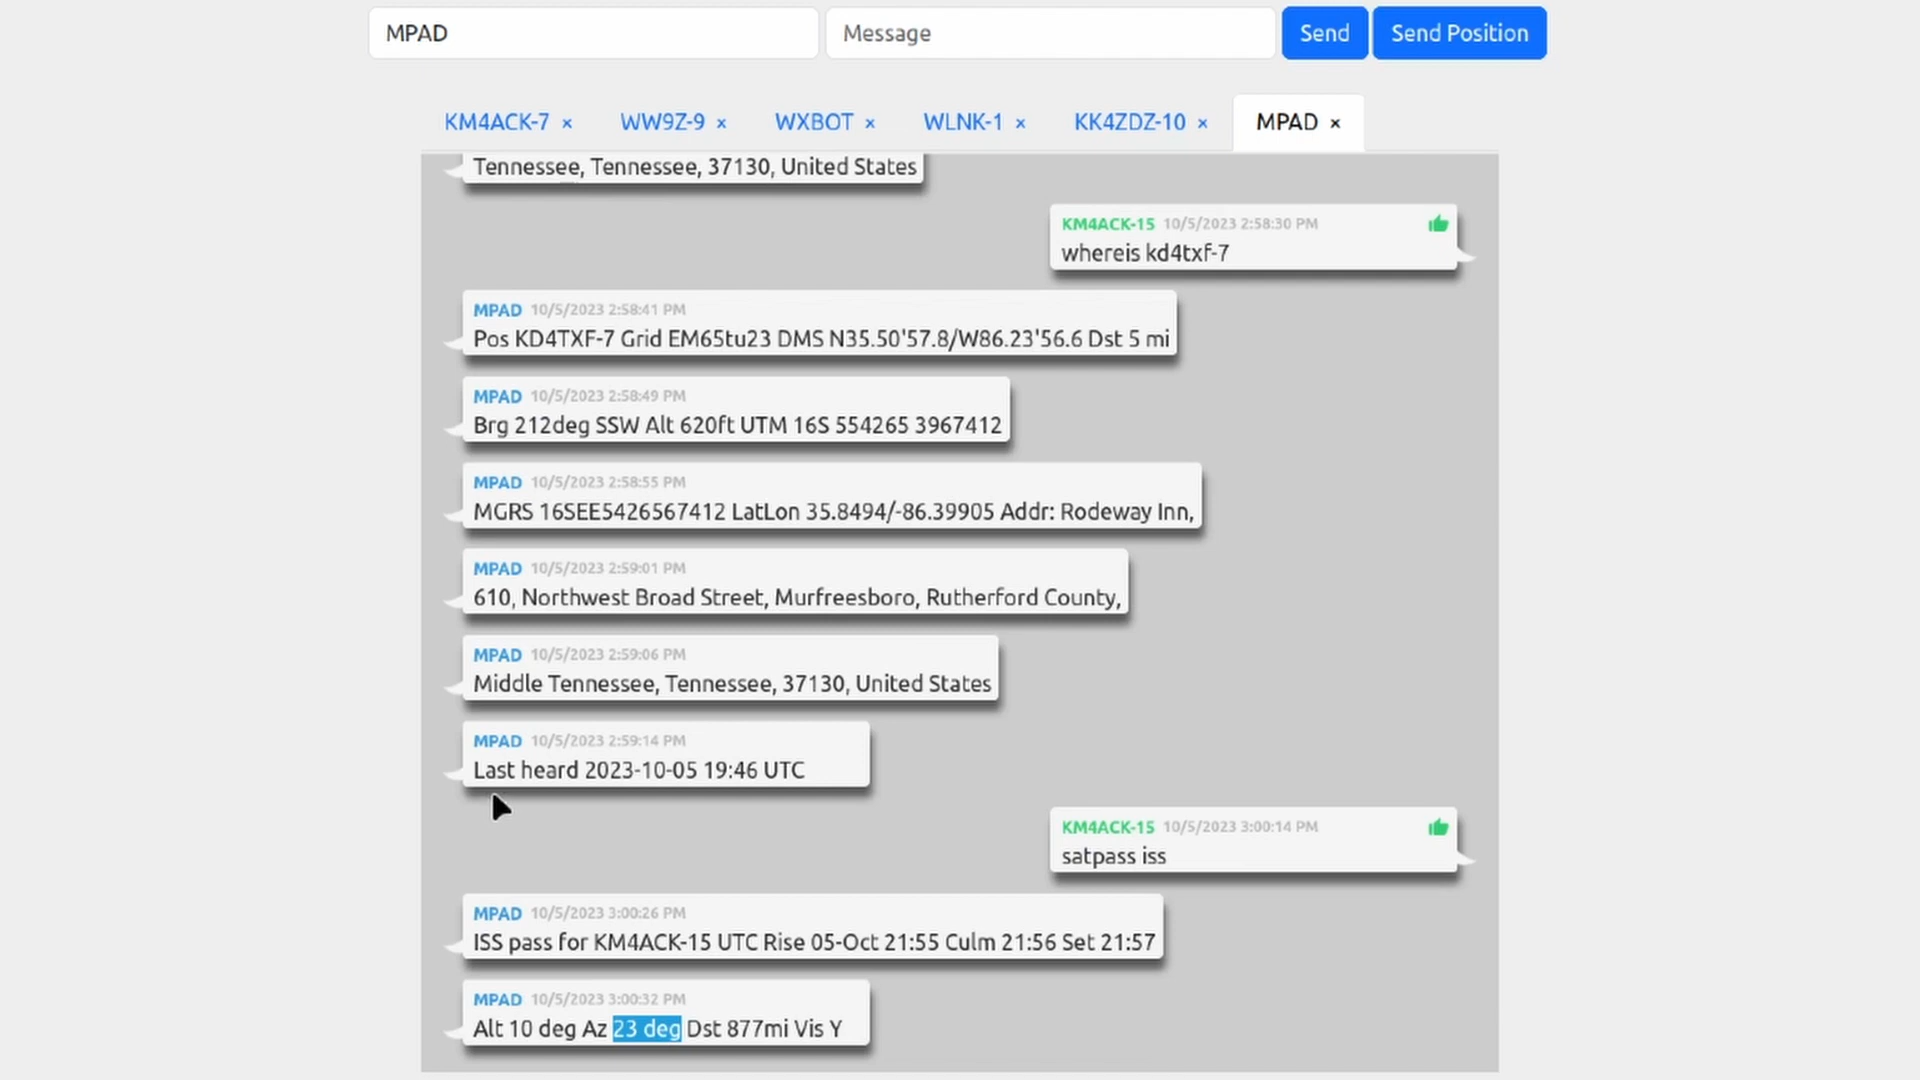 MPAD
Message
Send
Send Position
KM4ACK-7 ×
WW9Z-9 ×
WXBOT ×
WLNK-1 ×
KK4ZDZ-10 ×
MPAD ×
Tennessee, Tennessee, 37130, United States
KM4ACK-15 10/5/2023 2:58:30 PM
whereis kd4txf-7
MPAD 10/5/2023 2:58:41 PM
Pos KD4TXF-7 Grid EM65tu23 DMS N35.50'57.8/W86.23'56.6 Dst 5 mi
MPAD 10/5/2023 2:58:49 PM
Brg 212deg SSW Alt 620ft UTM 16S 554265 3967412
MPAD 10/5/2023 2:58:55 PM
MGRS 16SEE5426567412 LatLon 35.8494/-86.39905 Addr: Rodeway Inn,
MPAD 10/5/2023 2:59:01 PM
610, Northwest Broad Street, Murfreesboro, Rutherford County,
MPAD 10/5/2023 2:59:06 PM
Middle Tennessee, Tennessee, 37130, United States
MPAD 10/5/2023 2:59:14 PM
Last heard 2023-10-05 19:46 UTC
KM4ACK-15 10/5/2023 3:00:14 PM
satpass iss
MPAD 10/5/2023 3:00:26 PM
ISS pass for KM4ACK-15 UTC Rise 05-Oct 21:55 Culm 21:56 Set 21:57
MPAD 10/5/2023 3:00:32 PM
Alt 10 deg Az 23 deg Dst 877mi Vis Y